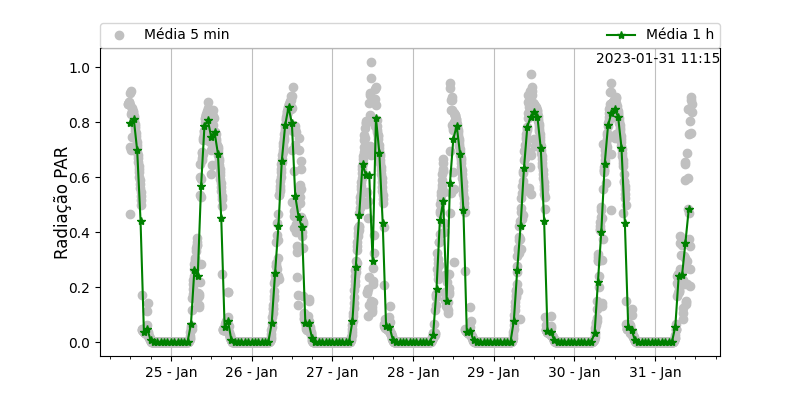 Média 5 min
Média 1 h
2023-01-31 11:15
Radiação PAR
1.0
0.8
0.6
0.4
0.2
0.0
25 - Jan
26 - Jan
27 - Jan
28 - Jan
29 - Jan
30 - Jan
31 - Jan